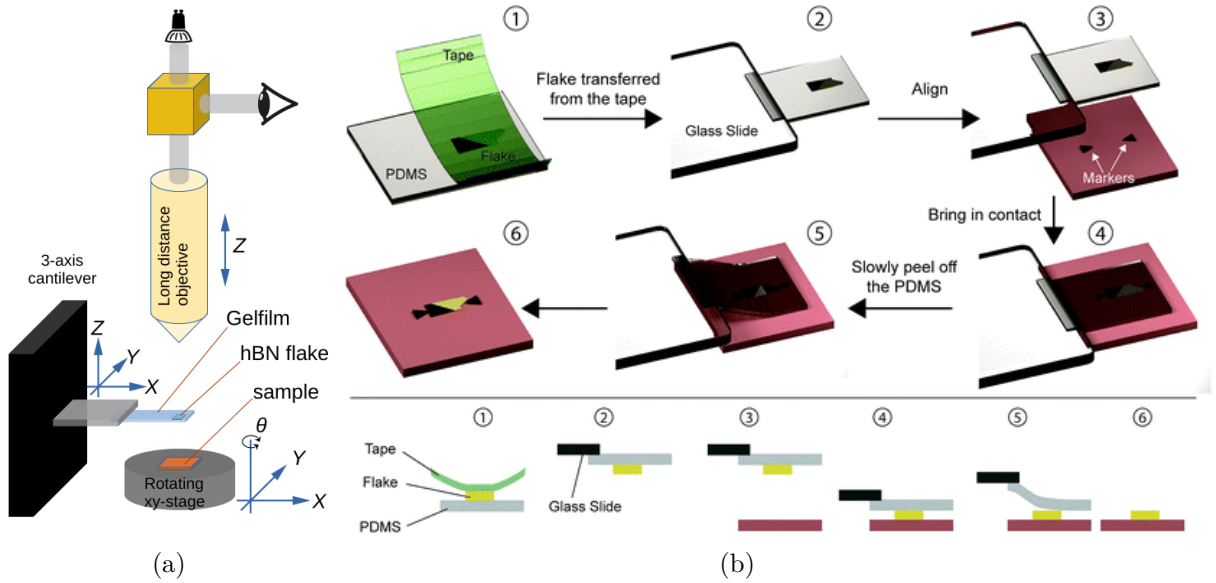 Long distance
objective
Z
3-axis
cantilever
Z
Y
X
Gelfilm
hBN flake
sample
θ
Y
X
Rotating
xy-stage
(a)
①
Tape
PDMS
Flake
Flake transferred
from the tape
②
Glass Slide
Align
③
Markers
Bring in contact
④
Slowly peel off
the PDMS
⑤
⑥
①
Tape
Flake
PDMS
②
Glass Slide
③
④
⑤
⑥
(b)